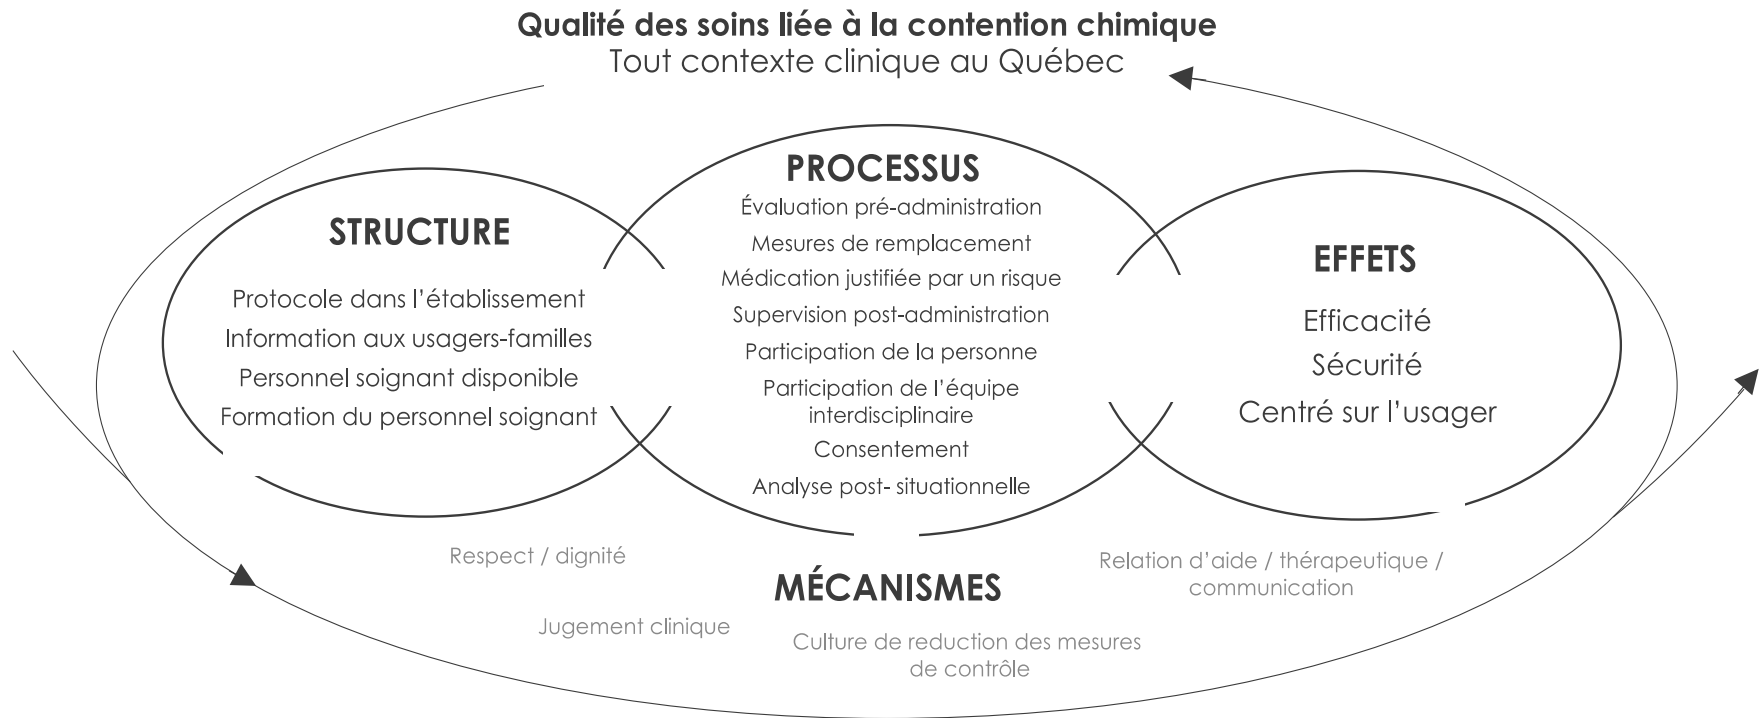 Qualité des soins liée à la contention chimique
Tout contexte clinique au Québec
STRUCTURE
Protocole dans l'établissement
Information aux usagers-familles
Personnel soignant disponible
Formation du personnel soignant
PROCESSUS
Évaluation pré-administration
Mesures de remplacement
Médication justifiée par un risque
Supervision post-administration
Participation de la personne
Participation de l'équipe
interdisciplinaire
Consentement
Analyse post- situationnelle
EFFETS
Efficacité
Sécurité
Centré sur l'usager
MÉCANISMES
Respect / dignité
Jugement clinique
Culture de reduction des mesures
de contrôle
Relation d'aide / thérapeutique /
communication